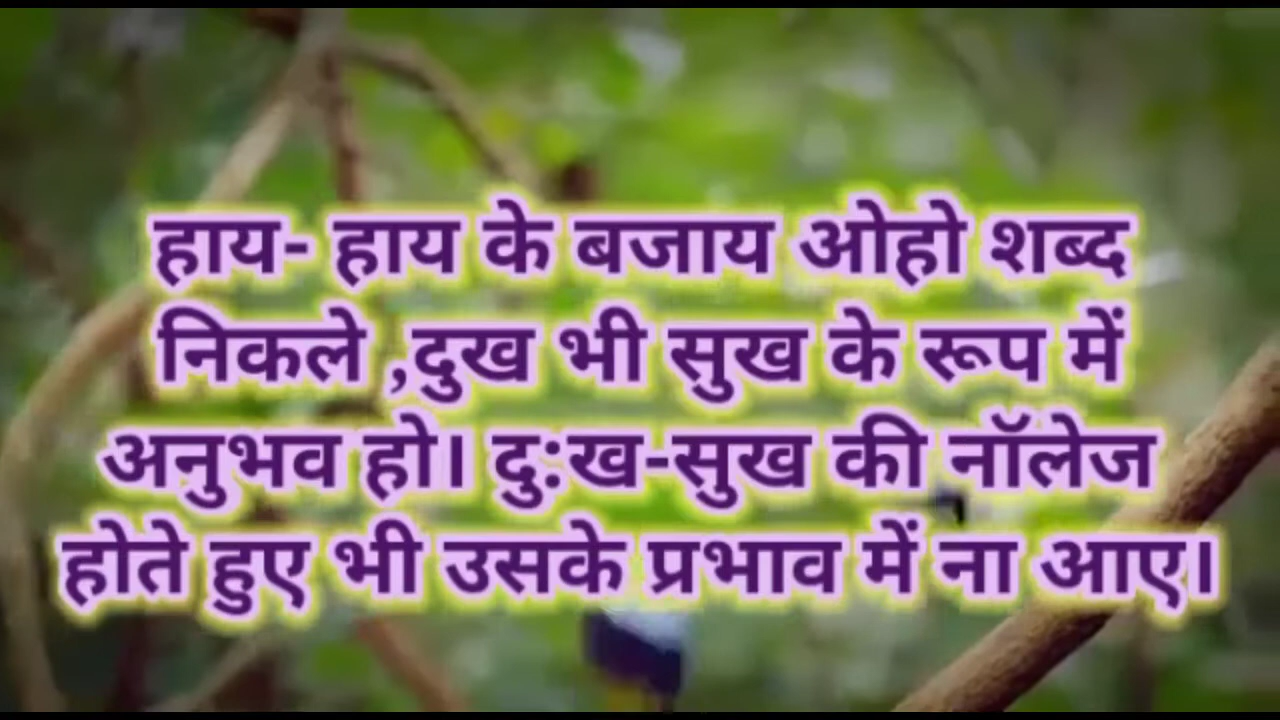 हाय- हाय के बजाय ओहो शब्द
निकले ,दुख भी सुख के रूप में
अनुभव हो। दु:ख-सुख की नॉलेज
होते हुए भी उसके प्रभाव में ना आए।